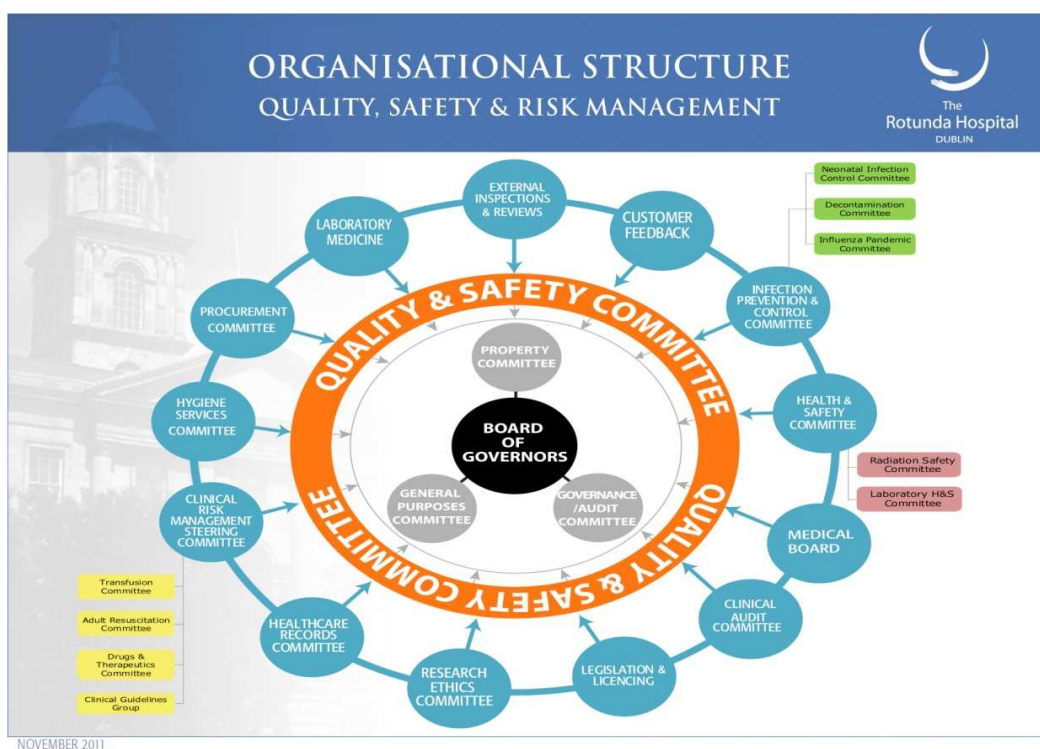 ORGANISATIONAL STRUCTURE
QUALITY, SAFETY & RISK MANAGEMENT
The
Rotunda Hospital
DUBLIN
EXTERNAL
INSPECTIONS
& REVIEWS
CUSTOMER
FEEDBACK
INFECTION
PREVENTION &
CONTROL
COMMITTEE
Neonatal Infection
Control Committee
Decontamination
Committee
Influenza Pandemic
Committee
HEALTH &
SAFETY
COMMITTEE
Radiation Safety
Committee
Laboratory H&S
Committee
MEDICAL
BOARD
CLINICAL
AUDIT
COMMITTEE
LEGISLATION &
LICENCING
RESEARCH
ETHICS
COMMITTEE
HEALTHCARE
RECORDS
COMMITTEE
CLINICAL
RISK
MANAGEMENT
STEERING
COMMITTEE
Transfusion
Committee
Adult Resuscitation
Committee
Drugs &
Therapeutics
Committee
Clinical Guidelines
Group
HYGIENE
SERVICES
COMMITTEE
PROCUREMENT
COMMITTEE
LABORATORY
MEDICINE
QUALITY & SAFETY COMMITTEE
QUALITY & SAFETY COMMITTEE
PROPERTY
COMMITTEE
BOARD
OF
GOVERNORS
GENERAL
PURPOSES
COMMITTEE
GOVERNANCE
/AUDIT
COMMITTEE
NOVEMBER 2011